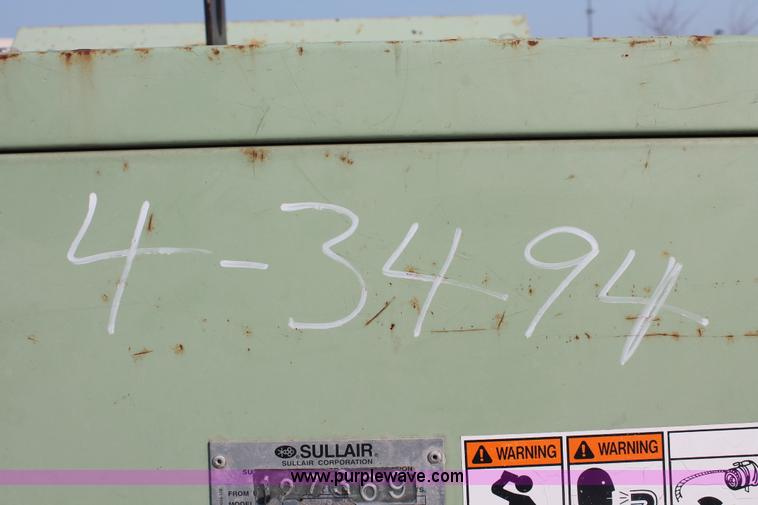 4-3494
SULLAIR
SULLAIR CORPORATION
WARNING
WARNING
www.purplewave.com